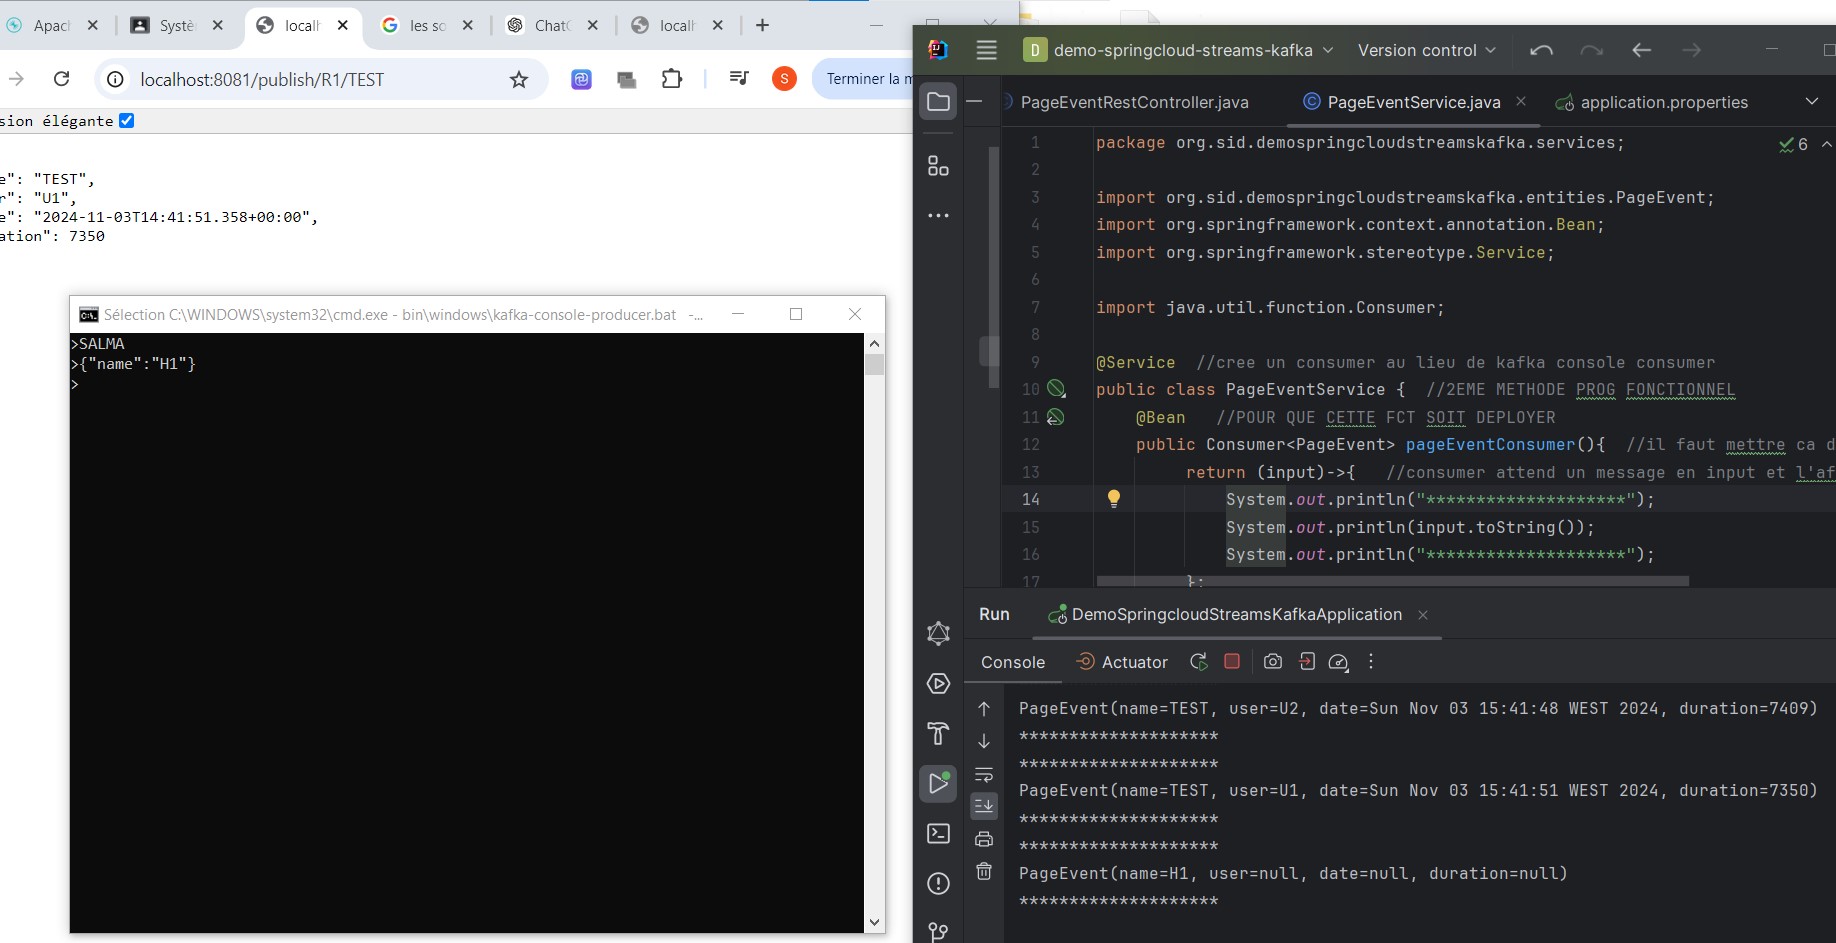 Apac
Systè
localh
les so
ChatG
localh
localhost:8081/publish/R1/TEST
S
Terminer la m
sion élégante
e": "TEST",
r": "U1",
e": "2024-11-03T14:41:51.358+00:00",
ation": 7350
Sélection C:\WINDOWS\system32\cmd.exe - bin\windows\kafka-console-producer.bat -...
>SALMA
>{"name":"H1"}
>
D demo-springcloud-streams-kafka
Version control
PageEventRestController.java
PageEventService.java
application.properties
6
1 package org.sid.demospringcloudstreamskafka.services;
2
3 import org.sid.demospringcloudstreamskafka.entities.PageEvent;
4 import org.springframework.context.annotation.Bean;
5 import org.springframework.stereotype.Service;
6
7 import java.util.function.Consumer;
8
9 @Service //cree un consumer au lieu de kafka console consumer
10 public class PageEventService { //2EME METHODE PROG FONCTIONNEL
11 @Bean //POUR QUE CETTE FCT SOIT DEPLOYER
12 public Consumer<PageEvent> pageEventConsumer(){ //il faut mettre ca d
13 return (input)->{ //consumer attend un message en input et l'af
14 System.out.println("********************");
15 System.out.println(input.toString());
16 System.out.println("********************");
17 };
Run
DemoSpringcloudStreamsKafkaApplication
Console
Actuator
PageEvent(name=TEST, user=U2, date=Sun Nov 03 15:41:48 WEST 2024, duration=7409)
********************
********************
PageEvent(name=TEST, user=U1, date=Sun Nov 03 15:41:51 WEST 2024, duration=7350)
********************
********************
PageEvent(name=H1, user=null, date=null, duration=null)
********************